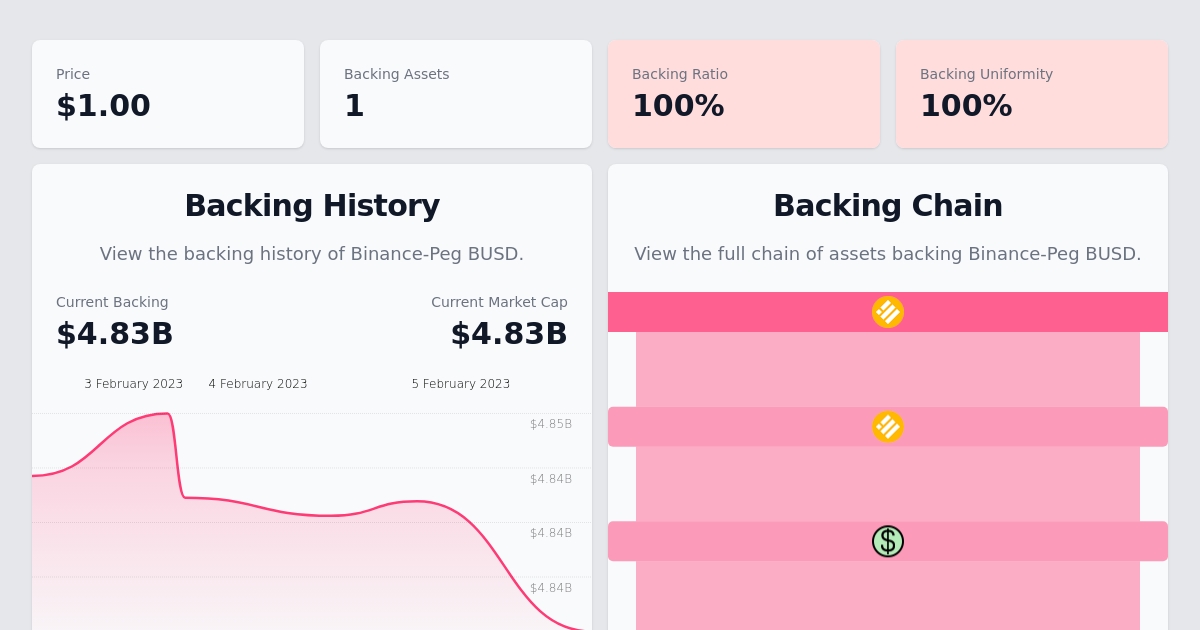 Price
$1.00
Backing Assets
1
Backing Ratio
100%
Backing Uniformity
100%
Backing History
View the backing history of Binance-Peg BUSD.
Current Backing
$4.83B
Current Market Cap
$4.83B
3 February 2023
4 February 2023
5 February 2023
$4.85B
$4.84B
$4.84B
$4.84B
Backing Chain
View the full chain of assets backing Binance-Peg BUSD.
$